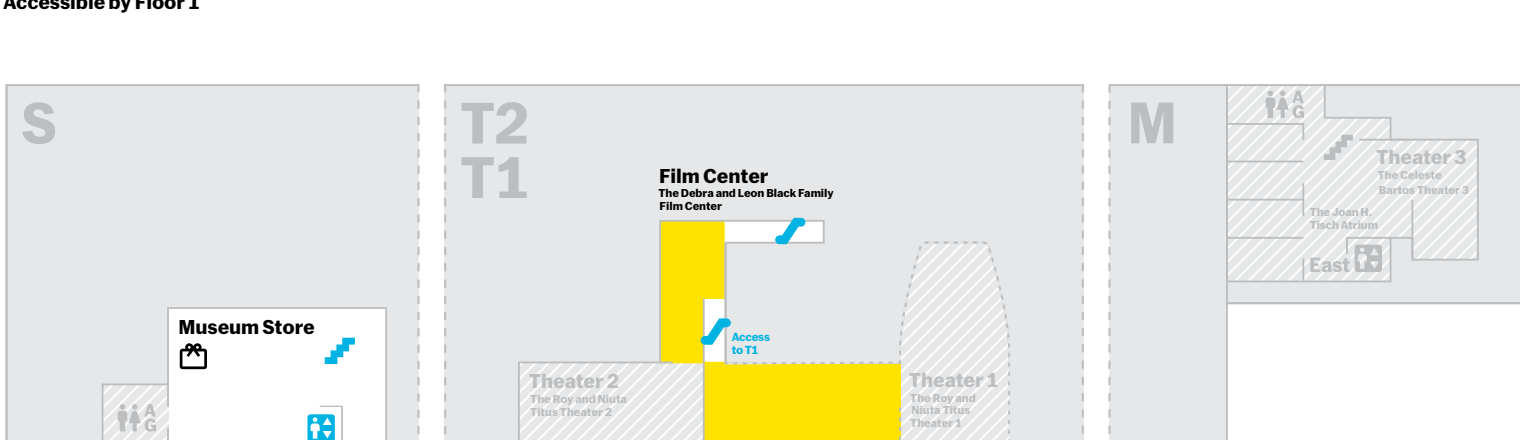 Accessible by Floor 1
S
Museum Store
A
G
T2
T1
Film Center
The Debra and Leon Black Family
Film Center
Access
to T1
Theater 2
The Roy and Niuta
Titus Theater 2
Theater 1
The Roy and
Niuta Titus
Theater 1
M
A
G
Theater 3
The Celeste
Bartos Theater 3
The Joan H.
Tisch Atrium
East